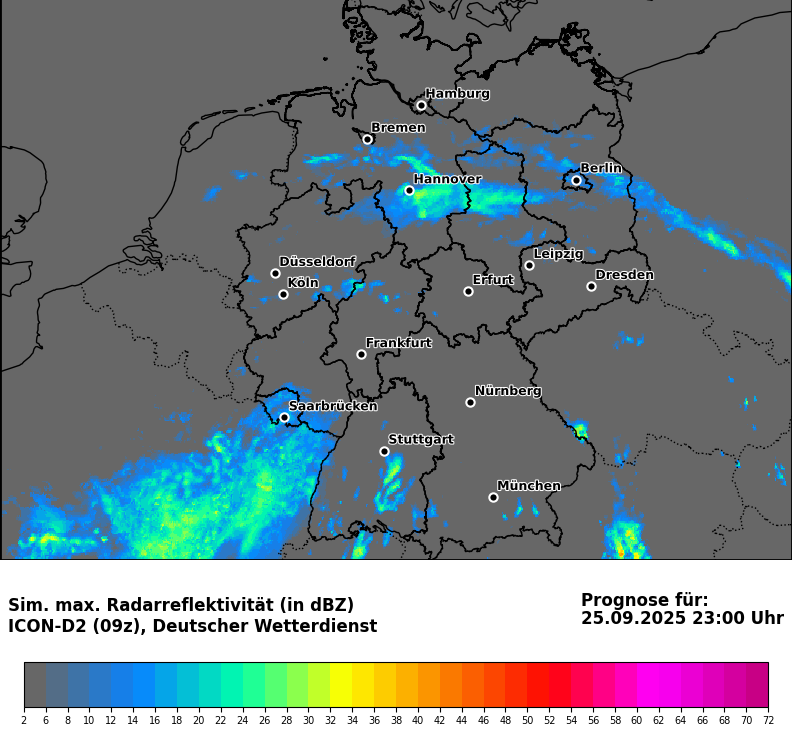 Hamburg
Bremen
Berlin
Hannover
Düsseldorf
Leipzig
Köln
Erfurt
Dresden
Frankfurt
Nürnberg
Saarbrücken
Stuttgart
München
Sim. max. Radarreflektivität (in dBZ)
ICON-D2 (09z), Deutscher Wetterdienst
Prognose für:
25.09.2025 23:00 Uhr
2 6 8 10 12 14 16 18 20 22 24 26 28 30 32 34 36 38 40 42 44 46 48 50 52 54 56 58 60 62 64 66 68 70 72